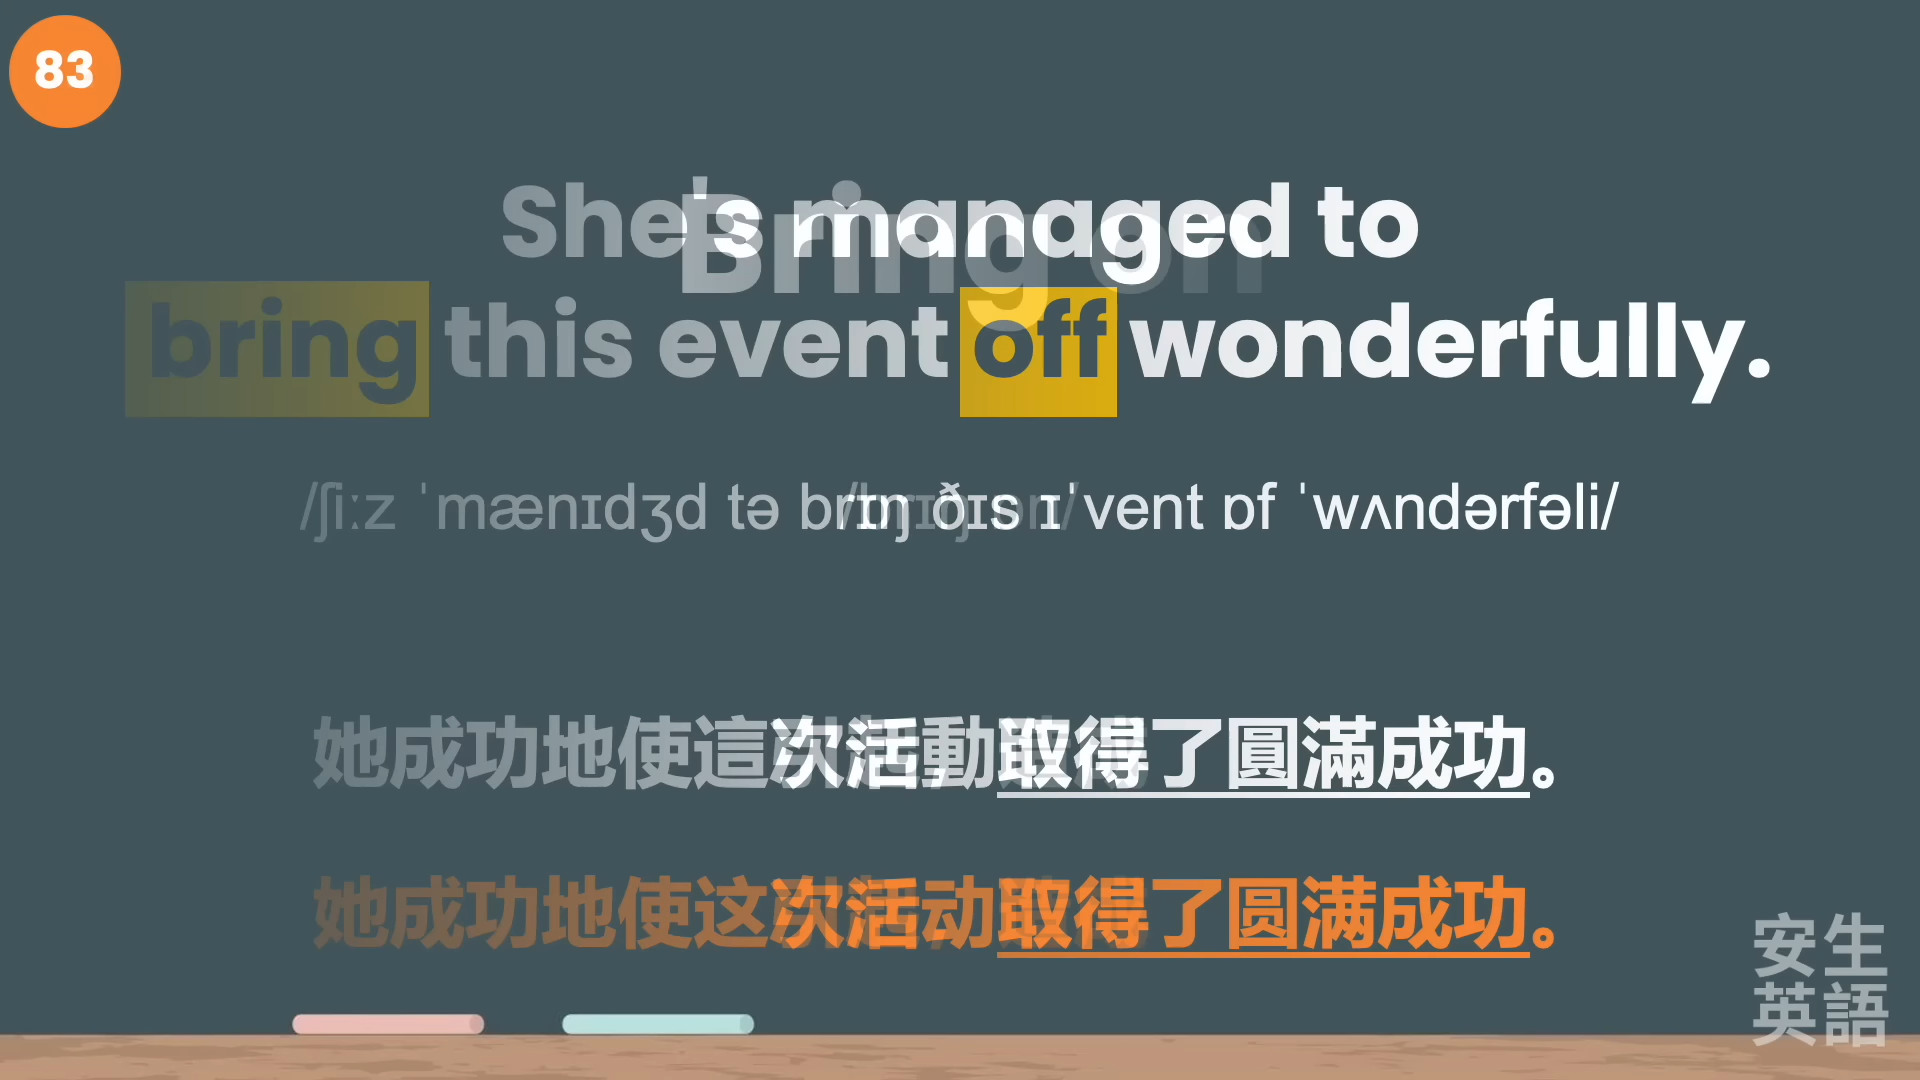 83
She's managed to
bring this event off wonderfully.
Bring on
/ʃiːz ˈmænɪdʒd tə brɪŋ ðɪs ɪˈvent ɒf ˈwʌndərfəli/
她成功地使這次活動取得了圓滿成功。
她成功地使这次活动取得了圆满成功。
安生
英語